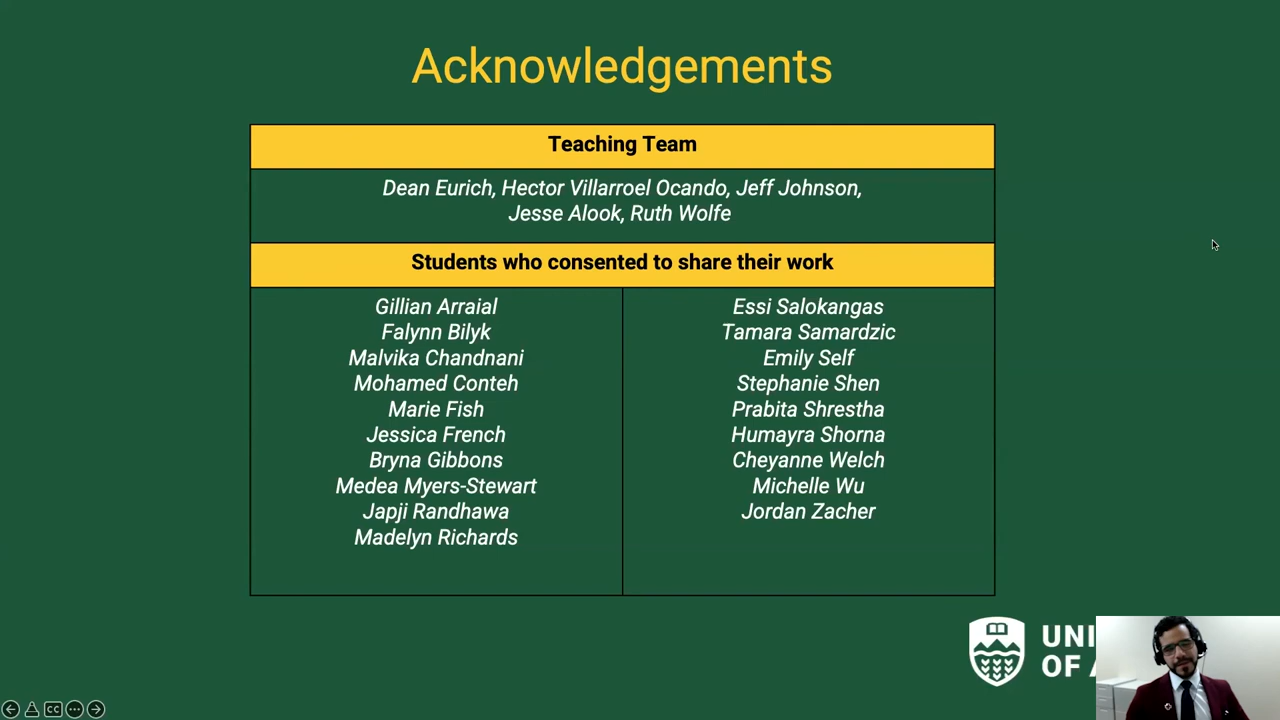 Acknowledgements
Teaching Team
Dean Eurich, Hector Villarroel Ocando, Jeff Johnson,
Jesse Alook, Ruth Wolfe
Students who consented to share their work
Gillian Arraial
Falynn Bilyk
Malvika Chandnani
Mohamed Conteh
Marie Fish
Jessica French
Bryna Gibbons
Medea Myers-Stewart
Japji Randhawa
Madelyn Richards
Essi Salokangas
Tamara Samardzic
Emily Self
Stephanie Shen
Prabita Shrestha
Humayra Shorna
Cheyanne Welch
Michelle Wu
Jordan Zacher
UNI
OF A
CC